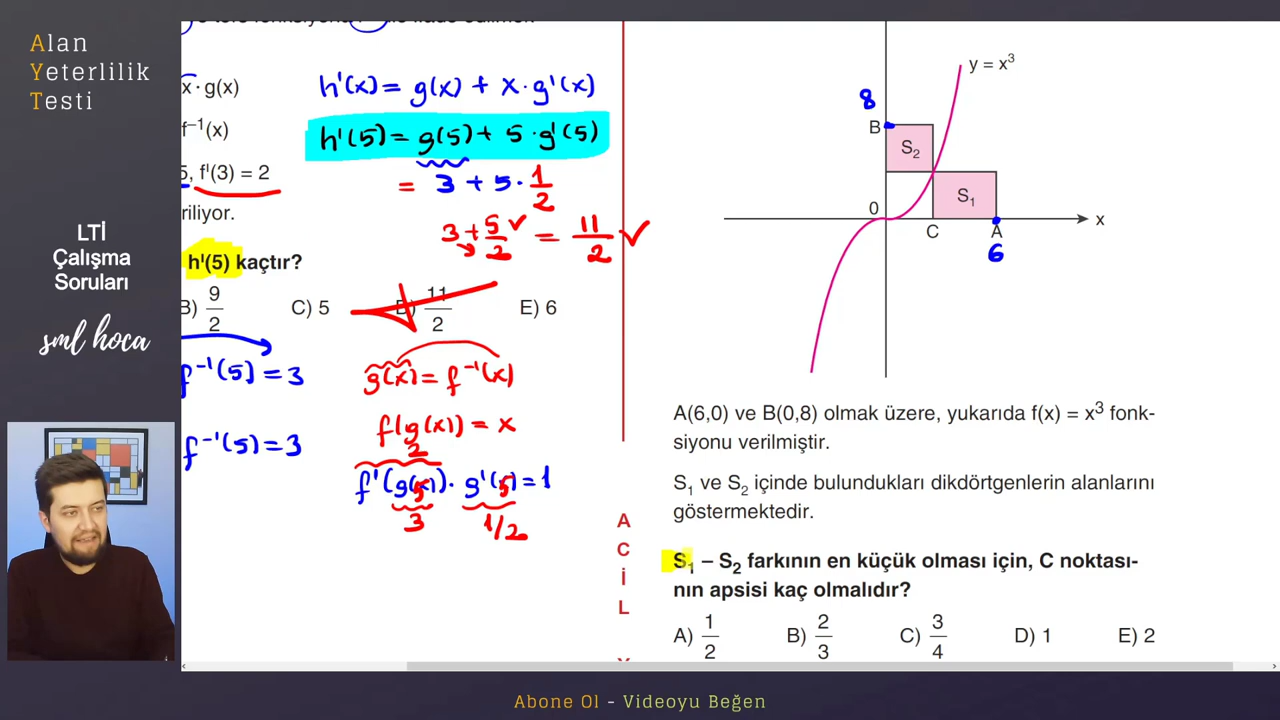 Alan
Yeterlilik
Testi
LTİ
Çalışma
Soruları
sml hoca
x · g(x)
f⁻¹(x)
5, f'(3) = 2
riliyor.
h'(5) kaçtır?
B) 9/2 C) 5 D) 11/2 E) 6
h'(x) = g(x) + x · g'(x)
h'(5) = g(5) + 5 · g'(5)
= 3 + 5 · 1/2
3 + 5/2 = 11/2
f⁻¹(5) = 3
f⁻¹(5) = 3
g(x) = f⁻¹(x)
f(g(x)) = x
2
f'(g(5)) · g'(5) = 1
3 1/2
A
C
İ
L
y = x³
8
B
S₂
S₁
0
C
A
x
6
A(6,0) ve B(0,8) olmak üzere, yukarıda f(x) = x³ fonk-
siyonu verilmiştir.
S₁ ve S₂ içinde bulundukları dikdörtgenlerin alanlarını
göstermektedir.
S₁ – S₂ farkının en küçük olması için, C noktası-
nın apsisi kaç olmalıdır?
A) 1/2 B) 2/3 C) 3/4 D) 1 E) 2
Abone Ol - Videoyu Beğen